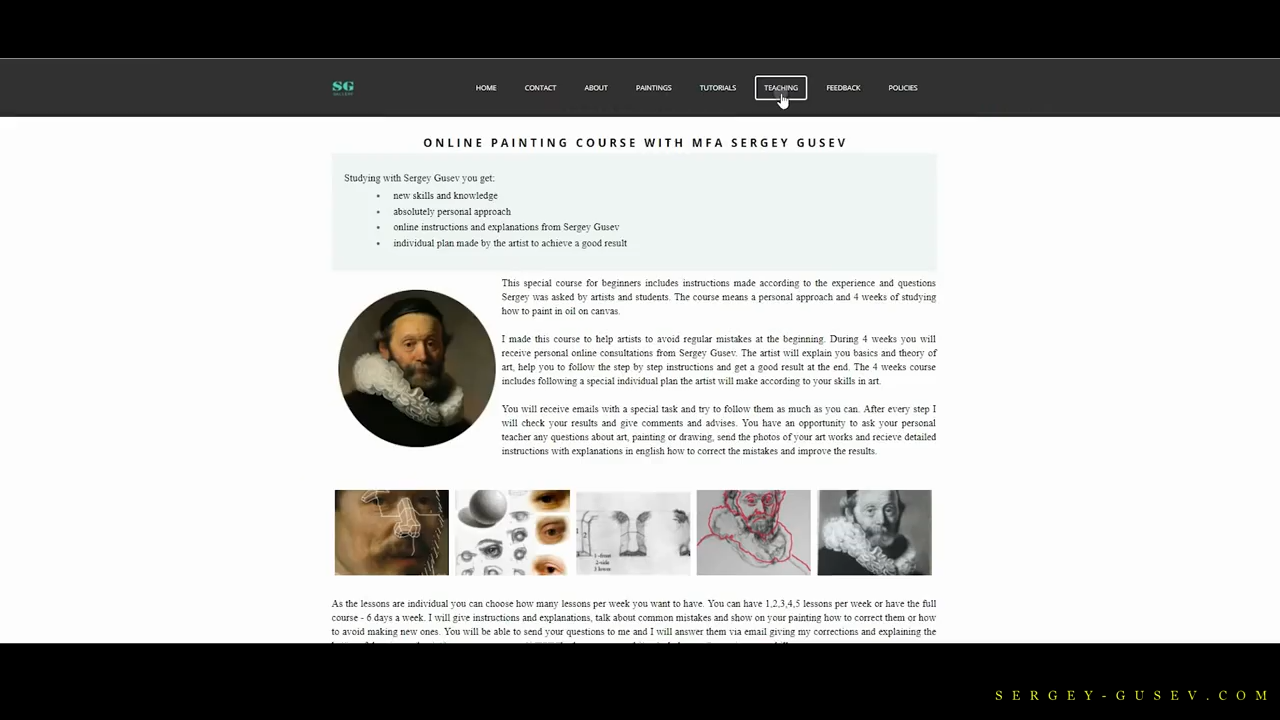 SG
HOME CONTACT ABOUT PAINTINGS TUTORIALS TEACHING FEEDBACK POLICIES
ONLINE PAINTING COURSE WITH MFA SERGEY GUSEV
Studying with Sergey Gusev you get:
• new skills and knowledge
• absolutely personal approach
• online instructions and explanations from Sergey Gusev
• individual plan made by the artist to achieve a good result
This special course for beginners includes instructions made according to the experience and questions
Sergey was asked by artists and students. The course means a personal approach and 4 weeks of studying
how to paint in oil on canvas.
I made this course to help artists to avoid regular mistakes at the beginning. During 4 weeks you will
receive personal online consultations from Sergey Gusev. The artist will explain you basics and theory of
art, help you to follow the step by step instructions and get a good result at the end. The 4 weeks course
includes following a special individual plan the artist will make according to your skills in art.
You will receive emails with a special task and try to follow them as much as you can. After every step I
will check your results and give comments and advises. You have an opportunity to ask your personal
teacher any questions about art, painting or drawing, send the photos of your art works and recieve detailed
instructions with explanations in english how to correct the mistakes and improve the results.
1-front
2-side
3 lower
As the lessons are individual you can choose how many lessons per week you want to have. You can have 1,2,3,4,5 lessons per week or have the full
course - 6 days a week. I will give instructions and explanations, talk about common mistakes and show on your painting how to correct them or how
to avoid making new ones. You will be able to send your questions to me and I will answer them via email giving my corrections and explaining the
SERGEY-GUSEV.COM